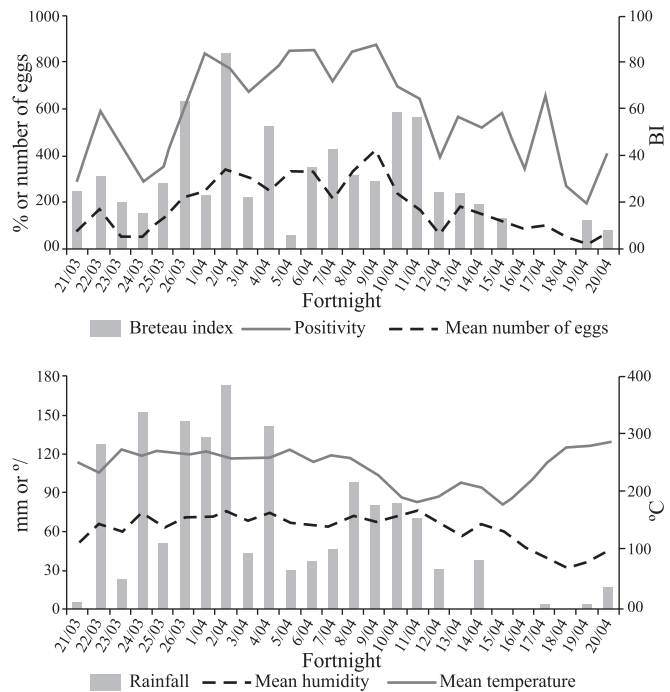 1000
800
600
400
200
00
% or number of eggs
100
80
60
40
20
00
BI
21/03 22/03 23/03 24/03 25/03 26/03 1/04 2/04 3/04 4/04 5/04 6/04 7/04 8/04 9/04 10/04 11/04 12/04 13/04 14/04 15/04 16/04 17/04 18/04 19/04 20/04
Fortnight
Breteau index Positivity Mean number of eggs
180
150
120
90
60
30
0
mm or º/
400
300
200
100
00
ºC
21/03 22/03 23/03 24/03 25/03 26/03 1/04 2/04 3/04 4/04 5/04 6/04 7/04 8/04 9/04 10/04 11/04 12/04 13/04 14/04 15/04 16/04 17/04 18/04 19/04 20/04
Fortnight
Rainfall Mean humidity Mean temperature